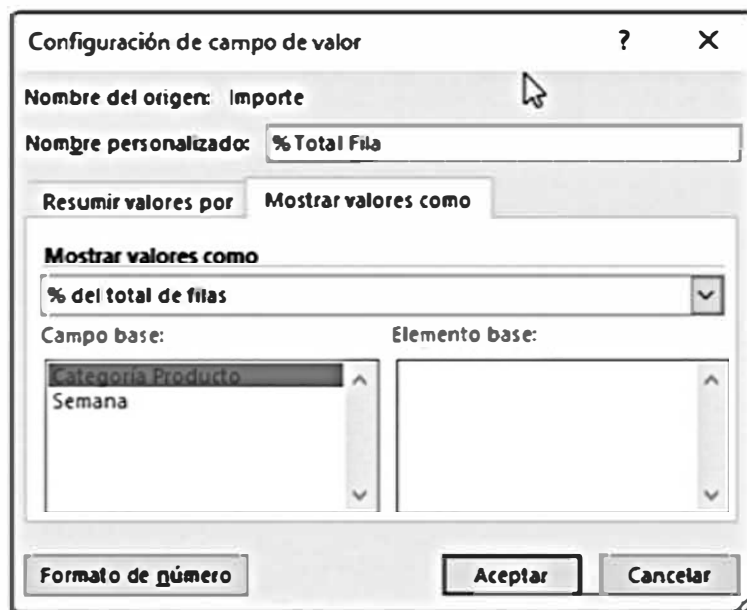 Configuración de campo de valor ? X
Nombre del origen: Importe
Nombre personalizado: % Total Fila
Resumir valores por Mostrar valores como
Mostrar valores como
% del total de filas
Campo base: Elemento base:
Categoría Producto
Semana
Formato de número Aceptar Cancelar